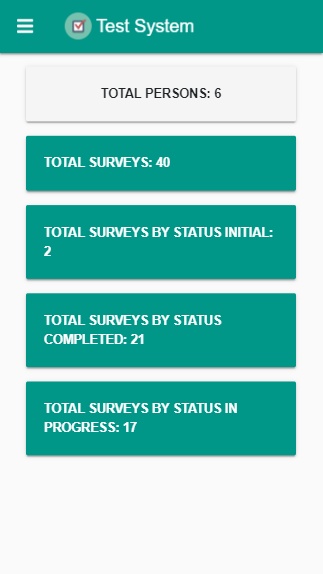 Test System
TOTAL PERSONS: 6
TOTAL SURVEYS: 40
TOTAL SURVEYS BY STATUS INITIAL:
2
TOTAL SURVEYS BY STATUS
COMPLETED: 21
TOTAL SURVEYS BY STATUS IN
PROGRESS: 17